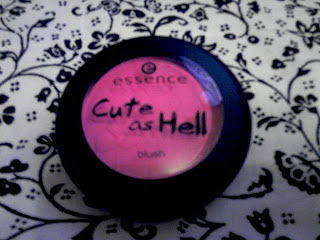 essence
Cute
as Hell
blush